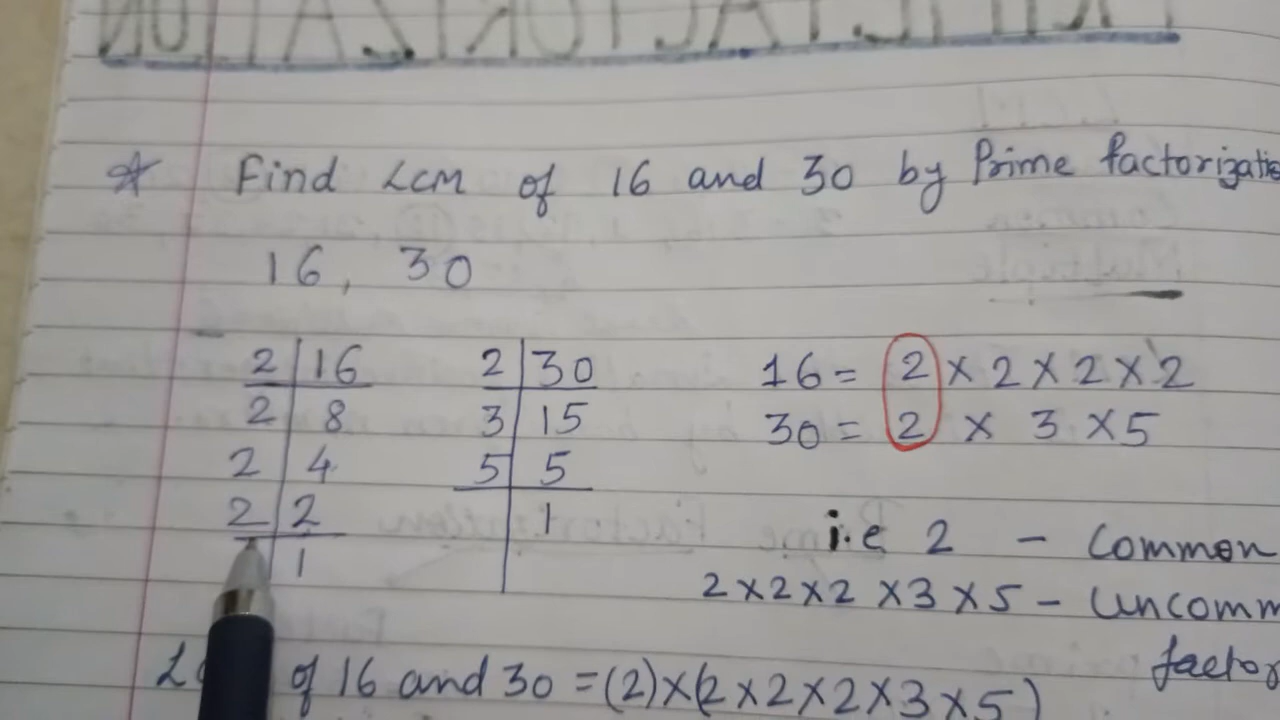 FACTORIZATION
* Find LCM of 16 and 30 by Prime factorizatio
16, 30
2 | 16
2 | 8
2 | 4
2 | 2
1
2 | 30
3 | 15
5 | 5
1
16 = 2 × 2 × 2 × 2
30 = 2 × 3 × 5
i.e 2 - Common
2×2×2×3×5 - Uncomm
factor
of 16 and 30 = (2)×(2×2×2×3×5)